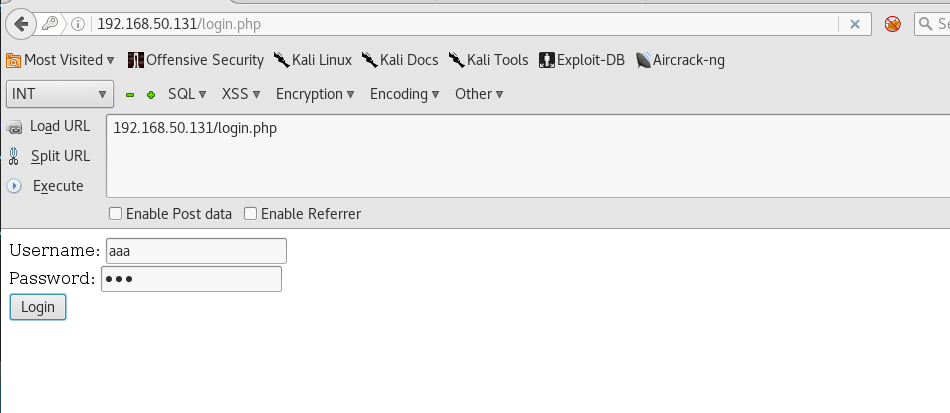 192.168.50.131/login.php
Most Visited Offensive Security Kali Linux Kali Docs Kali Tools Exploit-DB Aircrack-ng
INT SQL XSS Encryption Encoding Other
Load URL 192.168.50.131/login.php
Split URL
Execute
Enable Post data Enable Referrer
Username: aaa
Password: •••
Login